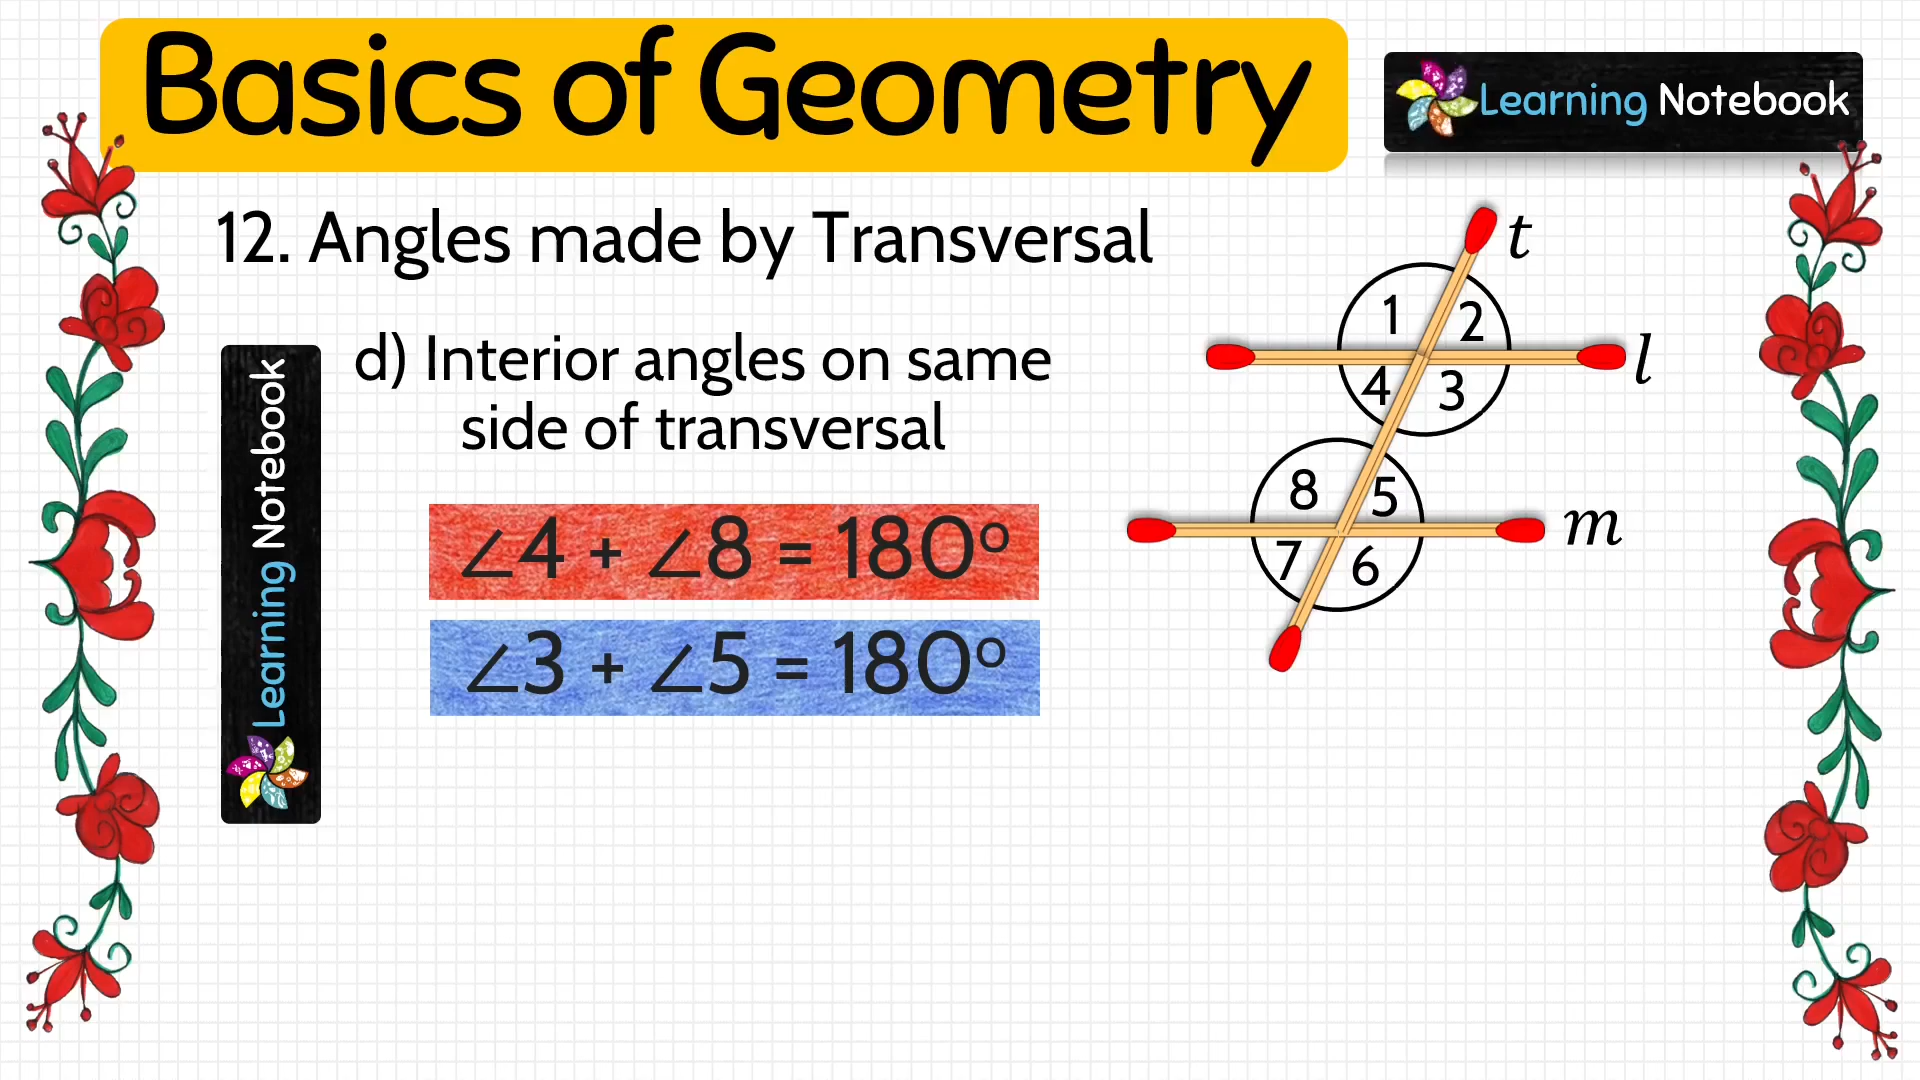 Basics of Geometry
Learning Notebook
12. Angles made by Transversal
d) Interior angles on same
side of transversal
∠4 + ∠8 = 180°
∠3 + ∠5 = 180°
Learning Notebook
t
1 2
l
4 3
8 5
m
7 6